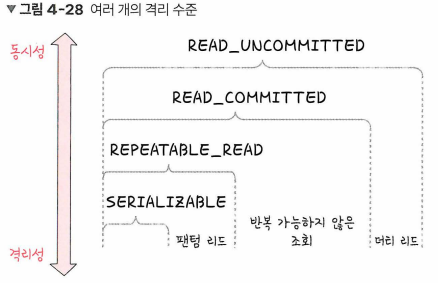 ▼ 그림 4-28 여러 개의 격리 수준
동시성
READ_UNCOMMITTED
READ_COMMITTED
REPEATABLE_READ
SERIALIZABLE
팬텀 리드
반복 가능하지 않은
조회
더티 리드
격리성